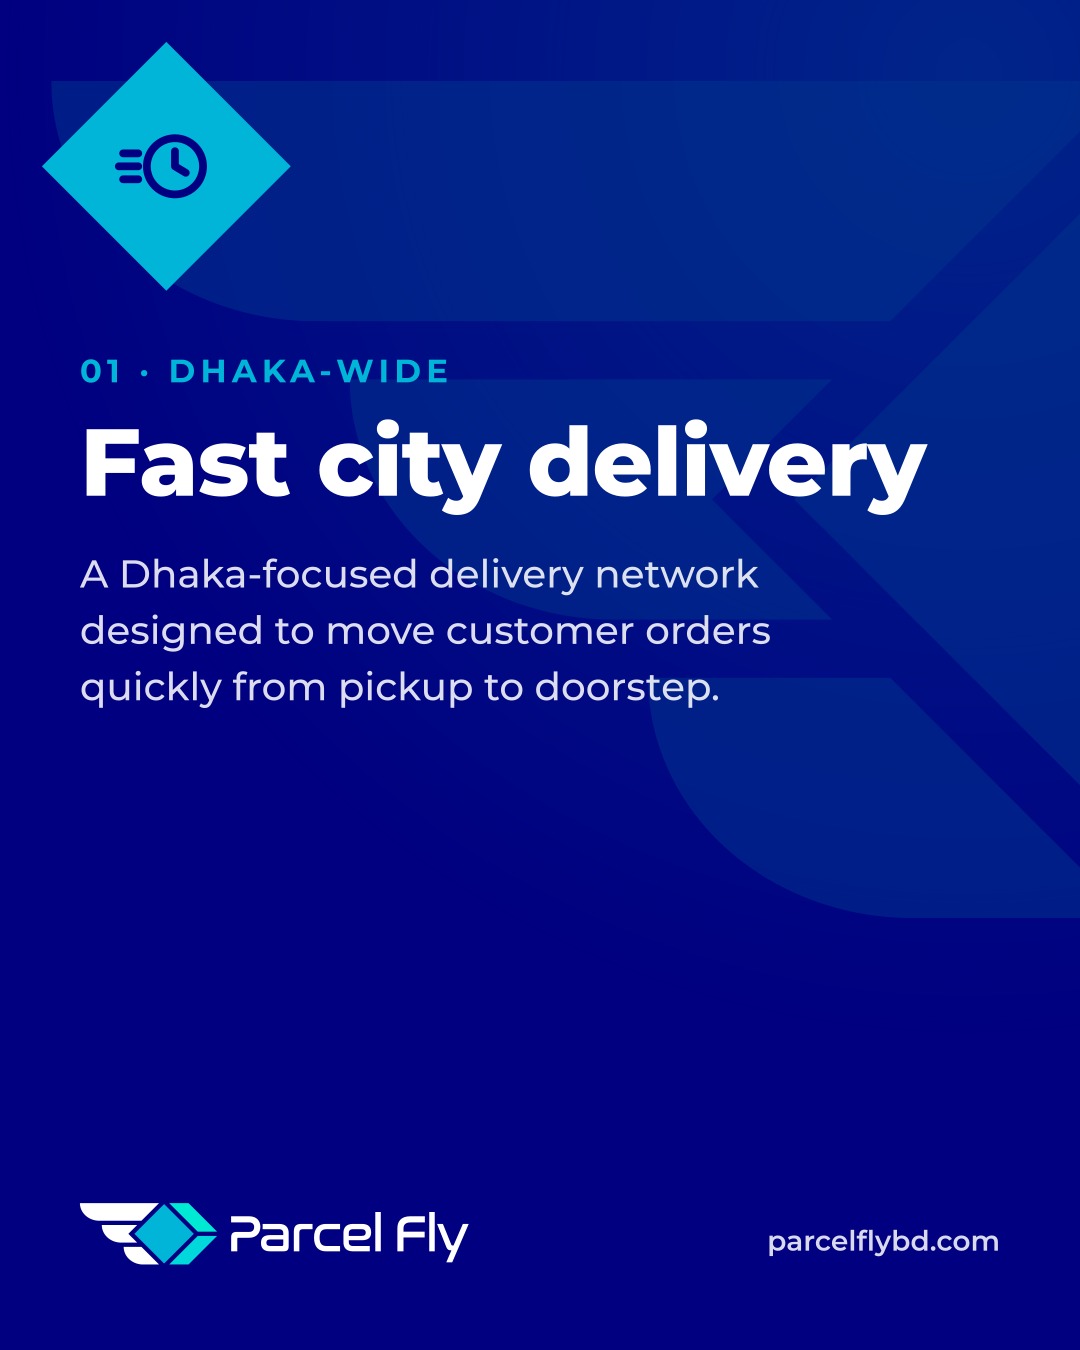 01 · DHAKA-WIDE
Fast city delivery
A Dhaka-focused delivery network
designed to move customer orders
quickly from pickup to doorstep.
Parcel Fly
parcelflybd.com